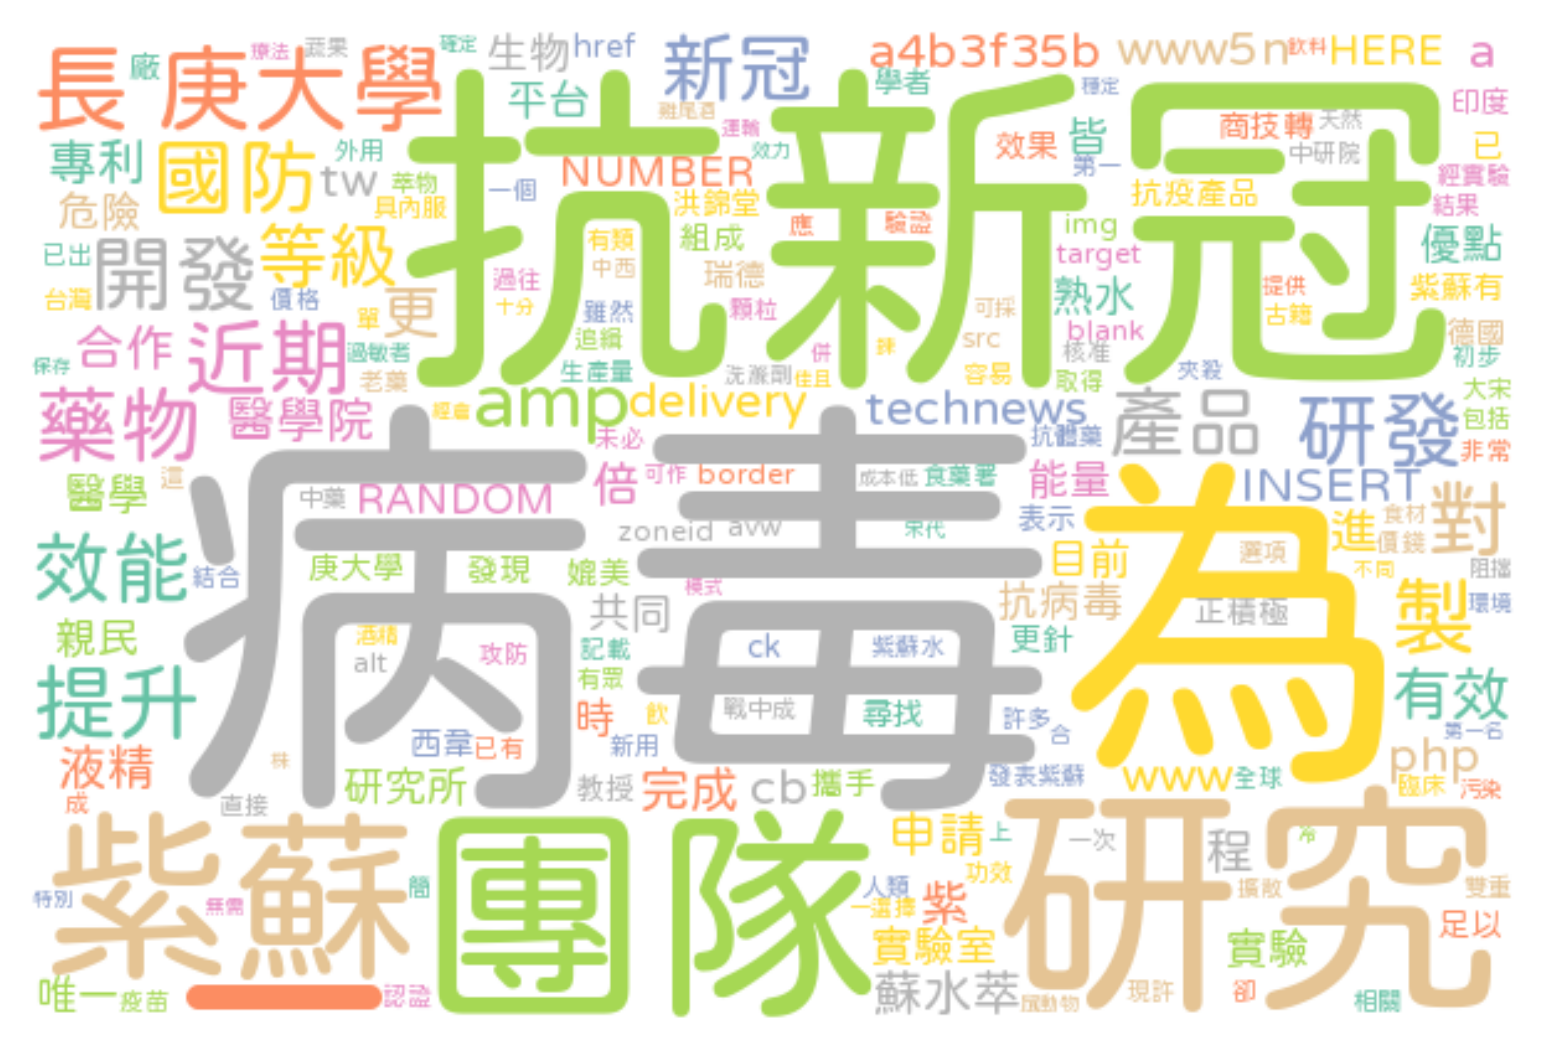 長庚大學
廠
療法
蔬果
確定
生物
href
新冠
a4b3f35b
www5n
飲料
HERE
a
平台
雞尾酒
學者
穩定
印度
抗新冠
專利
國防
外用
tw
運輸
效力
效果
皆
商技轉
天然
中研院
已
NUMBER
第一
經實驗
危險
萃物
具內服
一個
洪錦堂
抗疫產品
結果
已出
開發
等級
有類
組成
應
驗證
img
target
優點
台灣
價格
單
更
過往
中西
瑞德
熱水
提供
紫蘇有
十分
雖然
顆粒
可採
古籍
合作
近期
過敏者
追緝
併
src
blank
德國
保存
老藥
生產量
洗滌劑
佳且
容易
核准
取得
夾殺
初步
藥物
醫學院
amp
delivery
technews
產品
研發
大宋
包括
未必
抗體藥
非常
醫學
這
中藥
RANDOM
倍
可作
border
成本低
食藥署
能量
INSERT
病毒
為
zoneid
avw
宋代
表示
進
食材
價錢
對
效能
結合
庚大學
發現
媲美
模式
目前
選項
不同
阻擋
共同
抗病毒
正積極
製
環境
親民
酒精
alt
攻防
記載
ck
紫蘇水
更針
提升
有眾
時
飲
戰中成
尋找
許多
合
有效
第一名
液精
西韋
已有
新用
php
成
株
直接
研究所
教授
完成
cb
攜手
發表紫蘇
www
全球
臨床
污染
紫蘇
團隊
申請
上
研究
一次
程
冷
特別
無需
簡
功效
人類
一選擇
紫
擴散
雙重
實驗室
實驗
足以
唯一
疫苗
一
認證
蘇水萃
現許
卻
相關